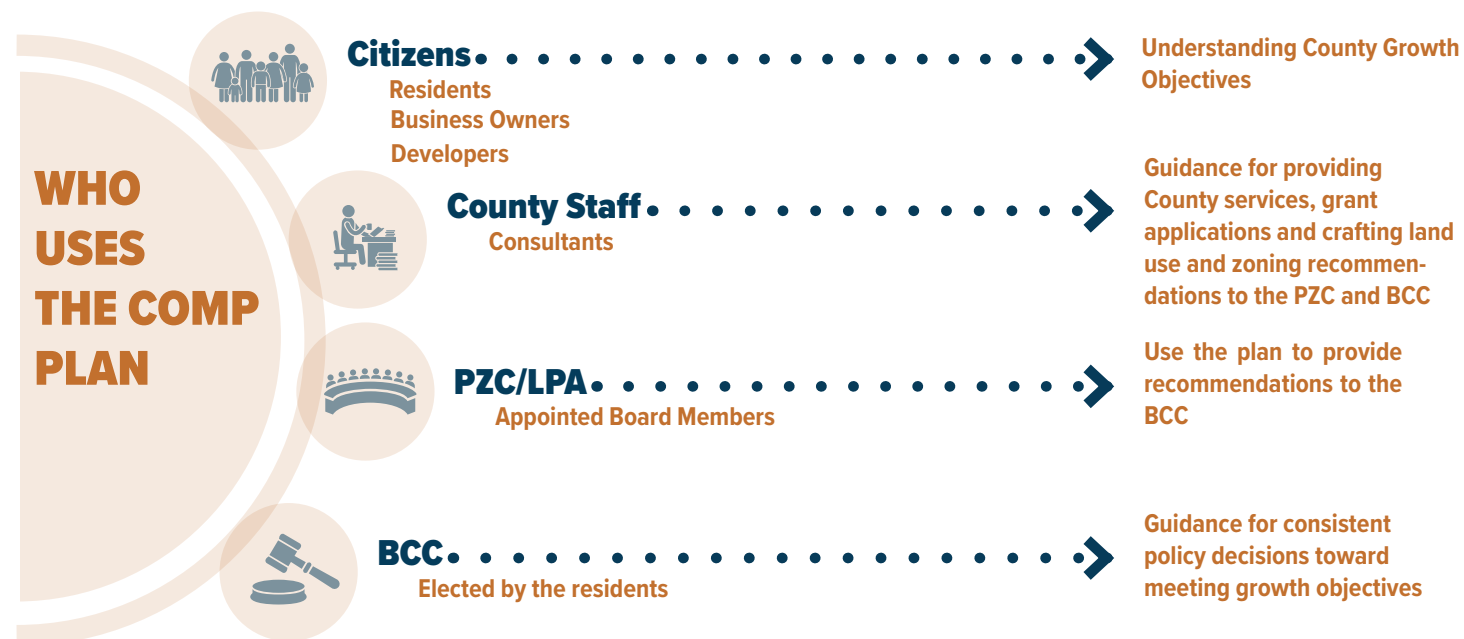 WHO
USES
THE COMP
PLAN
Citizens
Residents
Business Owners
Developers
Understanding County Growth
Objectives
County Staff
Consultants
Guidance for providing
County services, grant
applications and crafting land
use and zoning recommen-
dations to the PZC and BCC
PZC/LPA
Appointed Board Members
Use the plan to provide
recommendations to the
BCC
BCC
Elected by the residents
Guidance for consistent
policy decisions toward
meeting growth objectives